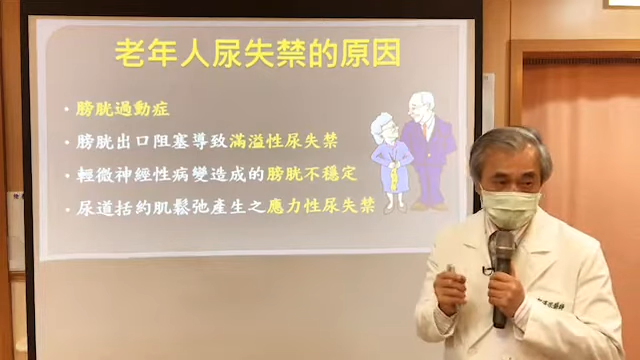 老年人尿失禁的原因
• 膀胱過動症
• 膀胱出口阻塞導致滿溢性尿失禁
• 輕微神經性病變造成的膀胱不穩定
• 尿道括約肌鬆弛產生之應力性尿失禁